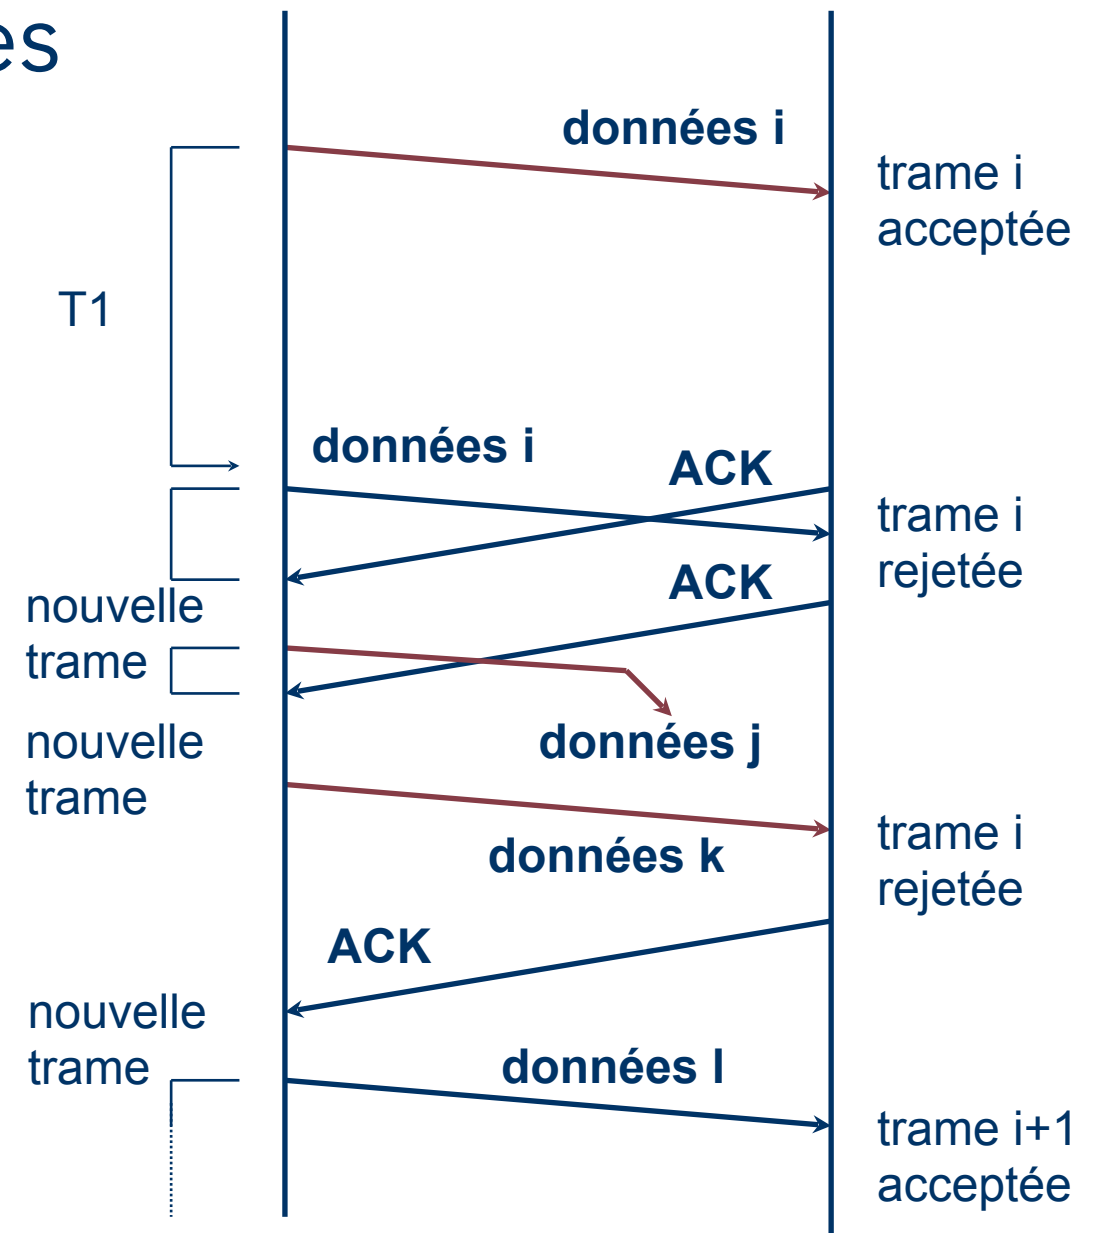 es
données i
trame i
acceptée
T1
données i
ACK
trame i
rejetée
ACK
nouvelle
trame
données j
nouvelle
trame
données k
trame i
rejetée
ACK
nouvelle
trame
données l
trame i+1
acceptée